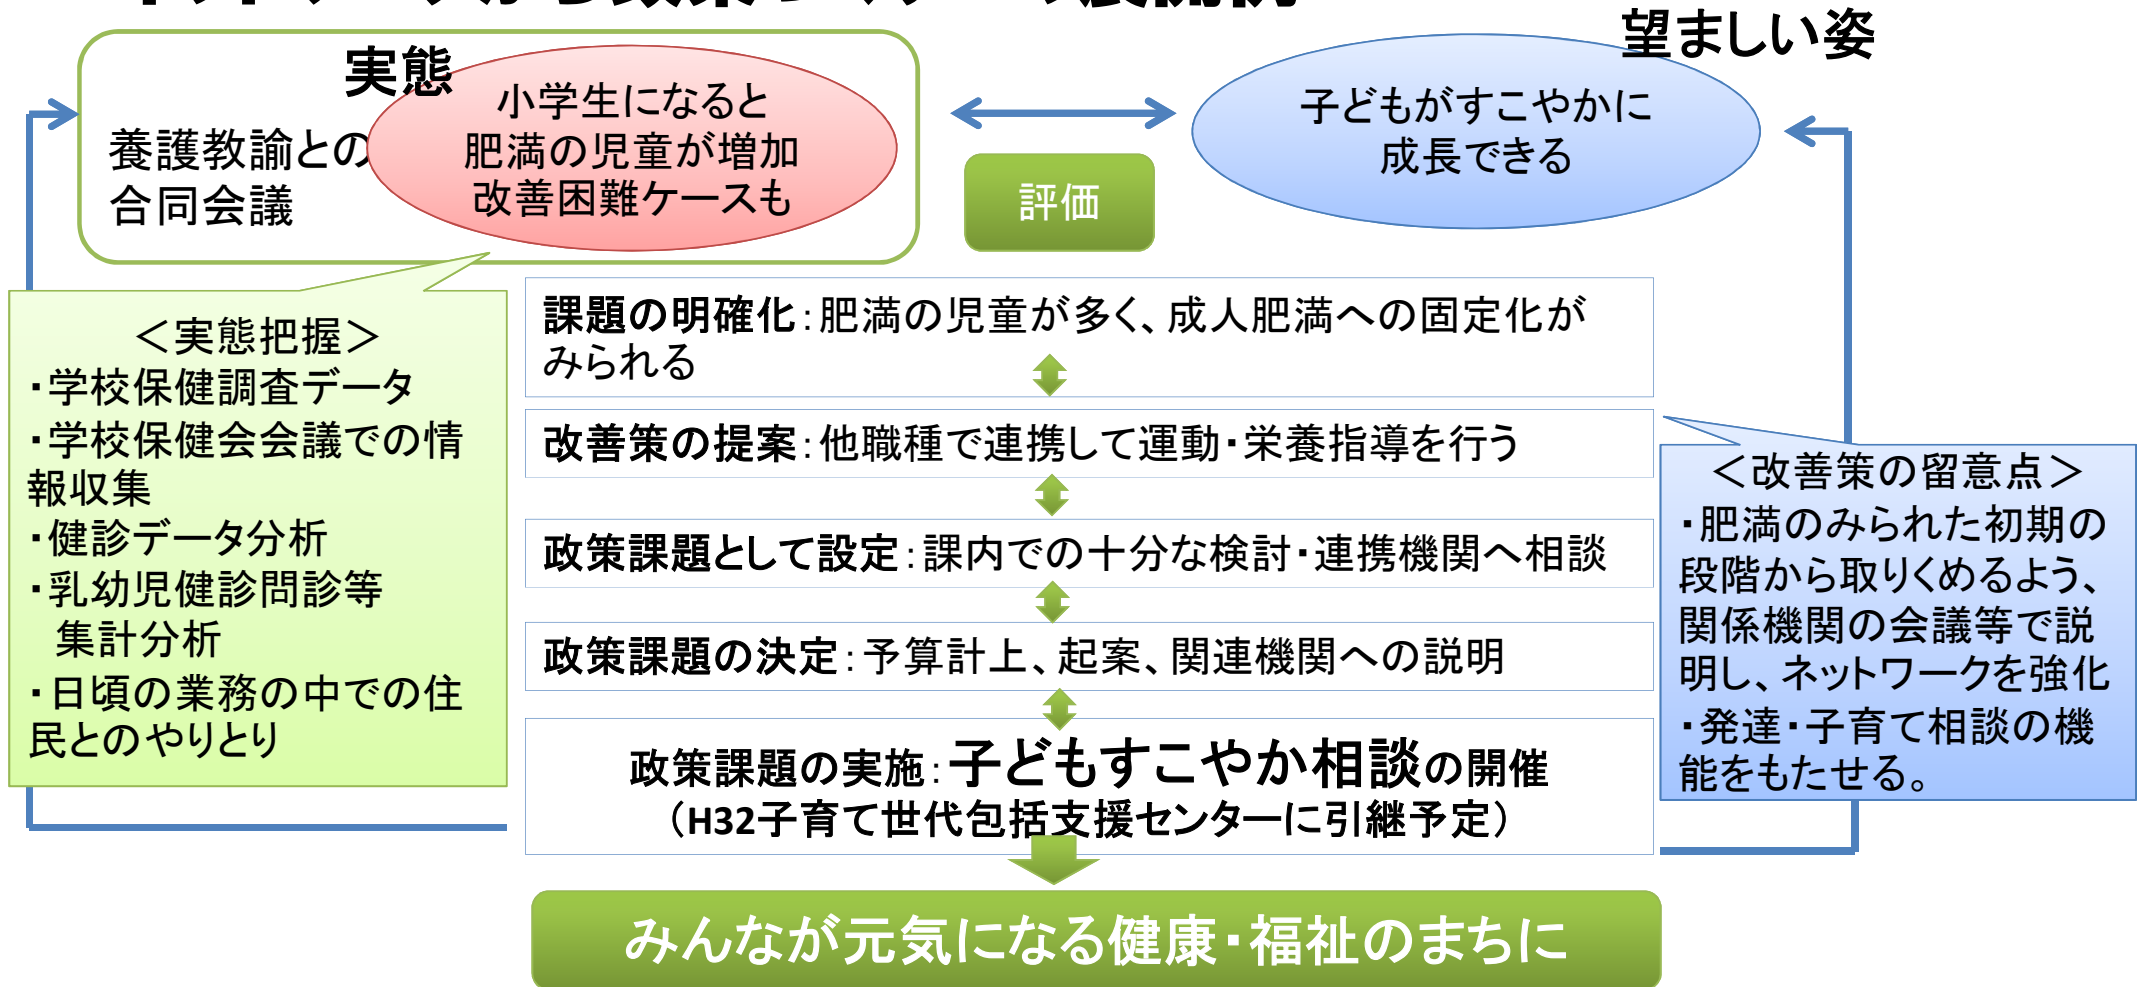 実態
望ましい姿
養護教諭との
合同会議
小学生になると
肥満の児童が増加
改善困難ケースも
子どもがすこやかに
成長できる
評価
＜実態把握＞
・学校保健調査データ
・学校保健会会議での情
報収集
・健診データ分析
・乳幼児健診問診等
集計分析
・日頃の業務の中での住
民とのやりとり
課題の明確化：肥満の児童が多く、成人肥満への固定化が
みられる
改善策の提案：他職種で連携して運動・栄養指導を行う
政策課題として設定：課内での十分な検討・連携機関へ相談
政策課題の決定：予算計上、起案、関連機関への説明
政策課題の実施：子どもすこやか相談の開催
（H32子育て世代包括支援センターに引継予定）
＜改善策の留意点＞
・肥満のみられた初期の
段階から取りくめるよう、
関係機関の会議等で説
明し、ネットワークを強化
・発達・子育て相談の機
能をもたせる。
みんなが元気になる健康・福祉のまちに